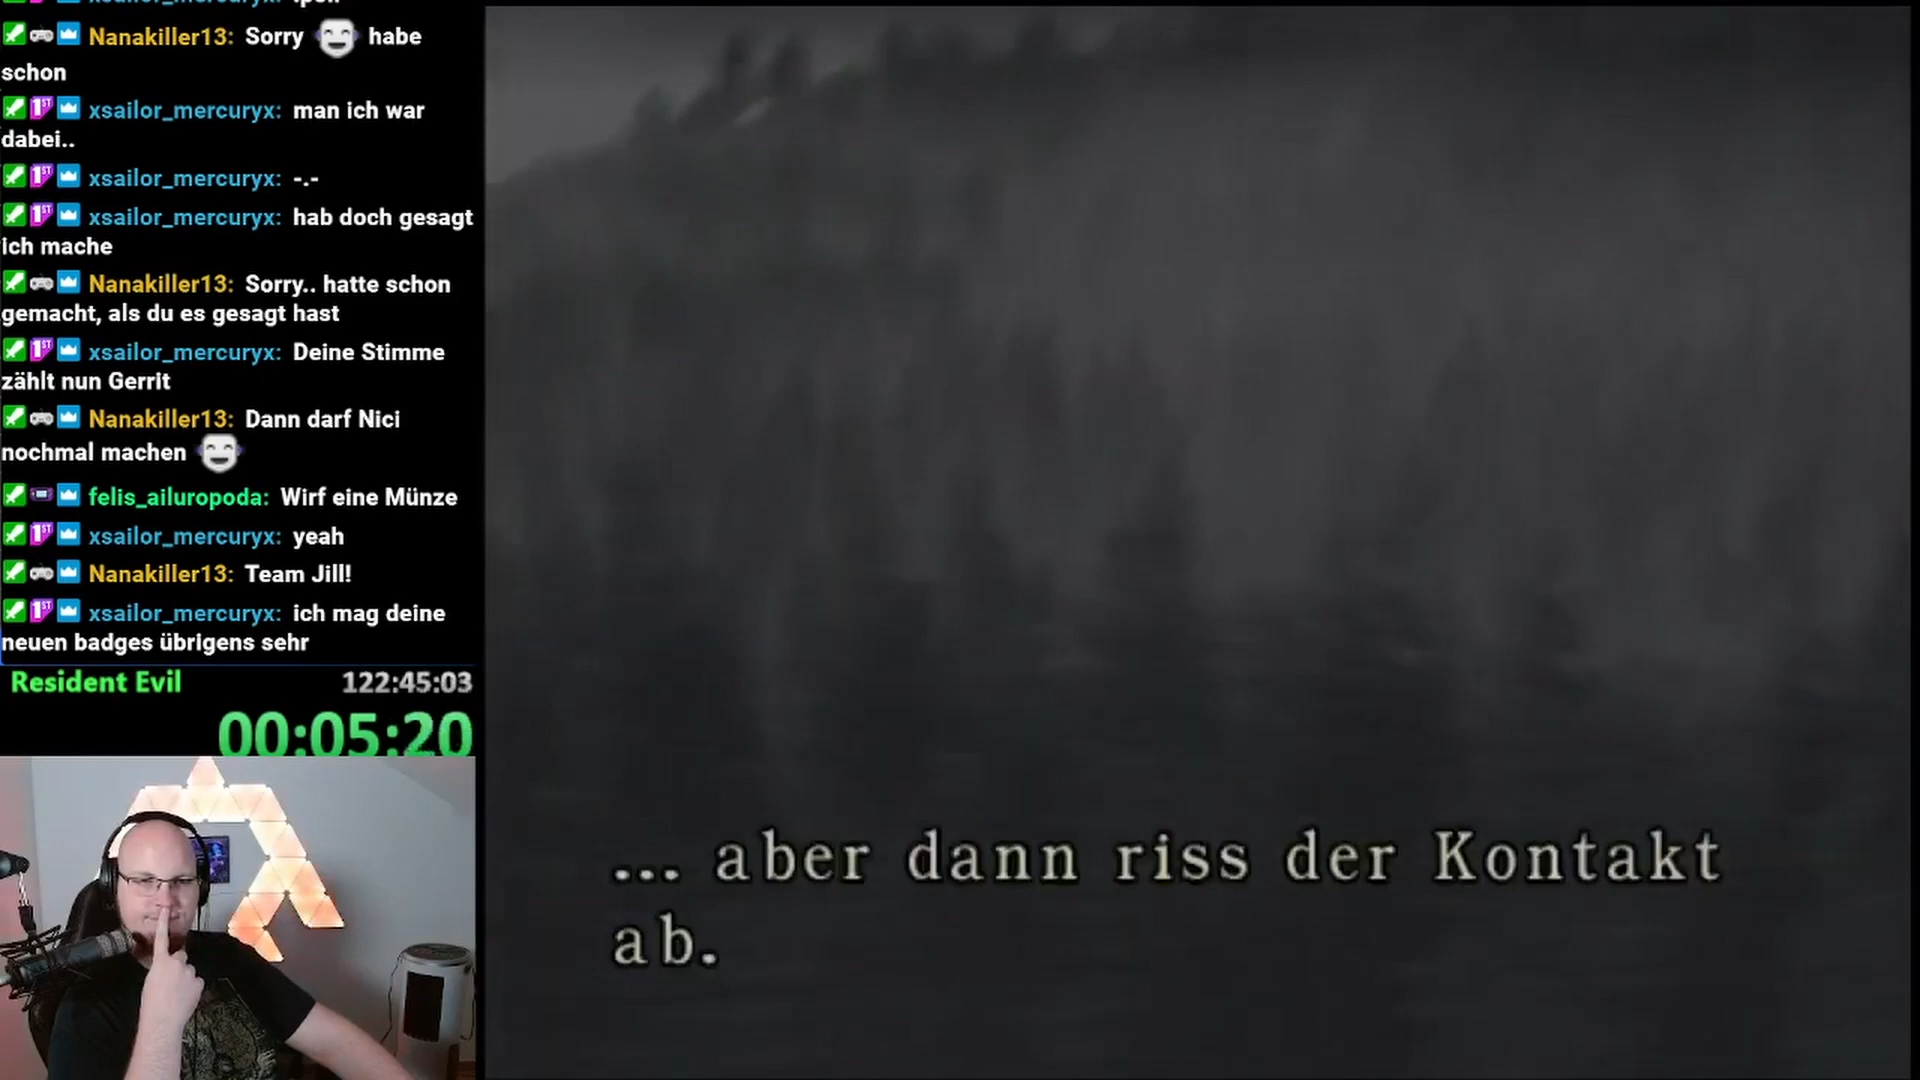 Nanakiller13: Sorry habe
schon
xsailor_mercuryx: man ich war
dabei..
xsailor_mercuryx: -.-
xsailor_mercuryx: hab doch gesagt
ich mache
Nanakiller13: Sorry.. hatte schon
gemacht, als du es gesagt hast
xsailor_mercuryx: Deine Stimme
zählt nun Gerrit
Nanakiller13: Dann darf Nici
nochmal machen
felis_ailuropoda: Wirf eine Münze
xsailor_mercuryx: yeah
Nanakiller13: Team Jill!
xsailor_mercuryx: ich mag deine
neuen badges übrigens sehr
Resident Evil 122:45:03
00:05:20
... aber dann riss der Kontakt
ab.